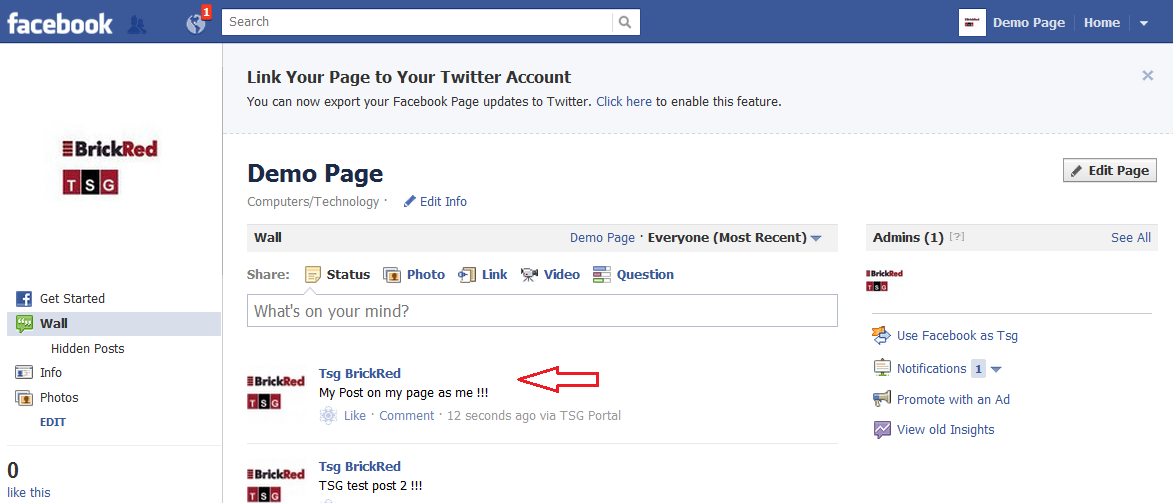 facebook 1 Search Demo Page Home
Link Your Page to Your Twitter Account
You can now export your Facebook Page updates to Twitter. Click here to enable this feature.
BrickRed
TSG
Demo Page
Edit Page
Computers/Technology · Edit Info
Wall Demo Page · Everyone (Most Recent)
Admins (1) [?] See All
Share: Status Photo Link Video Question
BrickRed
TSG
What's on your mind?
Get Started
Wall
Hidden Posts
Info
Photos
EDIT
0
like this
Use Facebook as Tsg
Notifications 1
Promote with an Ad
View old Insights
BrickRed
TSG
Tsg BrickRed
My Post on my page as me !!!
Like · Comment · 12 seconds ago via TSG Portal
BrickRed
TSG
Tsg BrickRed
TSG test post 2 !!!